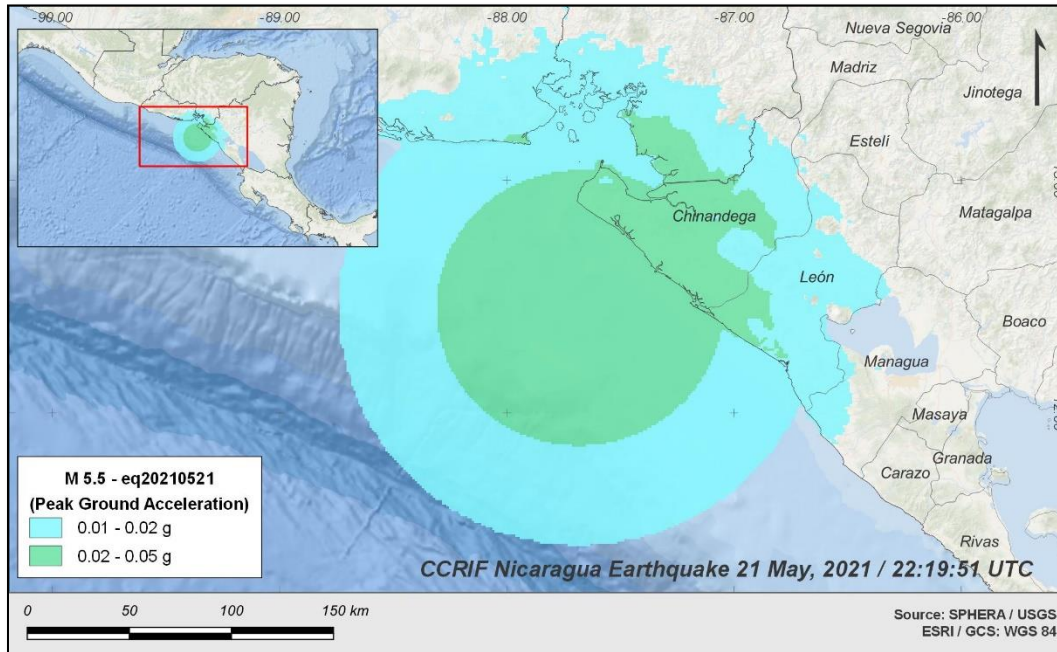 -99.00
-89.00
-88.00
-87.00
-86.00
Nueva Segovia
Madriz
Jinotega
Estelí
Matagalpa
Chinandega
León
Boaco
Managua
Masaya
Granada
Carazo
Rivas
M 5.5 - eq20210521
(Peak Ground Acceleration)
0.01 - 0.02 g
0.02 - 0.05 g
CCRIF Nicaragua Earthquake 21 May, 2021 / 22:19:51 UTC
0 50 100 150 km
Source: SPHERA / USGS
ESRI / GCS: WGS 84